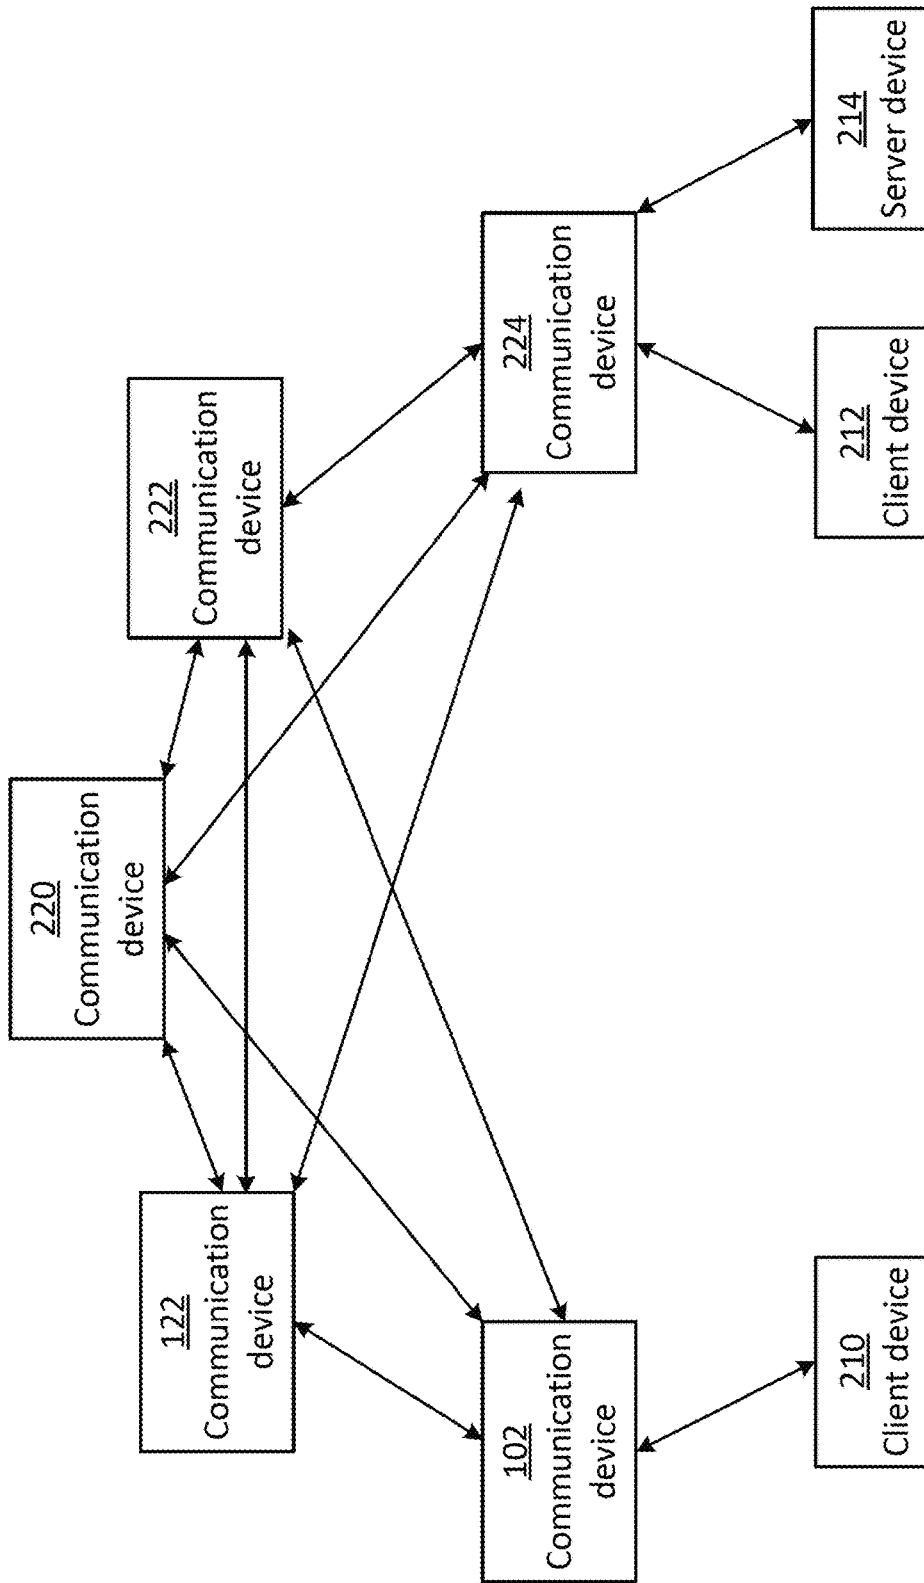 220
Communication
device
122
Communication
device
222
Communication
device
102
Communication
device
224
Communication
device
210
Client device
212
Client device
214
Server device